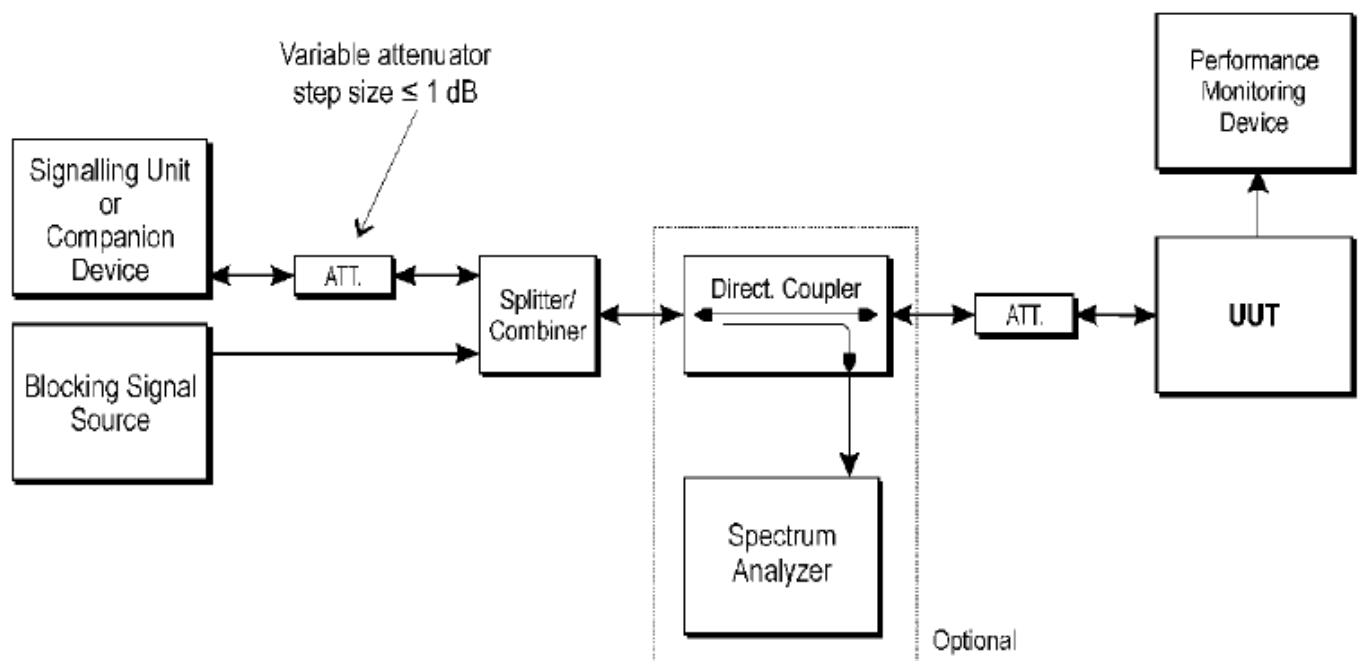 Variable attenuator
step size ≤ 1 dB
Signalling Unit
or
Companion
Device
ATT.
Splitter/
Combiner
Blocking Signal
Source
Direct. Coupler
Spectrum
Analyzer
Optional
ATT.
UUT
Performance
Monitoring
Device